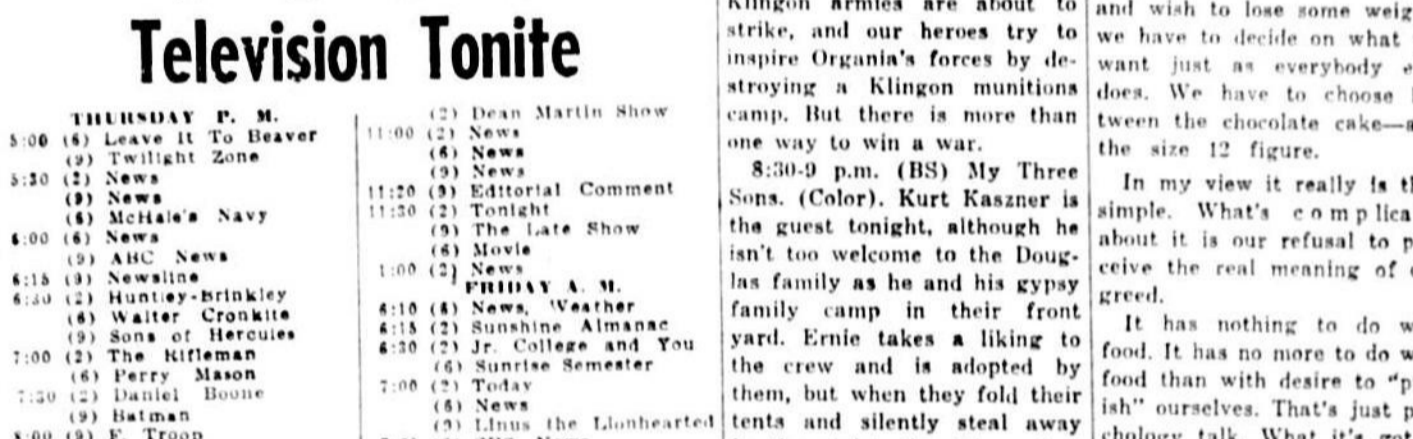 Television Tonite
THURSDAY P. M.
5:00 (6) Leave It To Beaver
(9) Twilight Zone
5:30 (2) News
(9) News
(6) McHale's Navy
6:00 (6) News
(9) ABC News
6:15 (9) Newsline
6:30 (2) Huntley-Brinkley
(6) Walter Cronkite
(9) Sons of Hercules
7:00 (2) The Rifleman
(6) Perry Mason
7:30 (2) Daniel Boone
(9) Batman
8:00 (9) F. Troop
(2) Dean Martin Show
11:00 (2) News
(6) News
(9) News
11:20 (9) Editorial Comment
11:30 (2) Tonight
(9) The Late Show
(6) Movie
1:00 (2) News
FRIDAY A. M.
6:10 (6) News, Weather
6:15 (2) Sunshine Almanac
6:30 (2) Jr. College and You
(6) Sunrise Semester
7:00 (2) Today
(6) News
(9) Linus the Lionhearted
Klingon armies are about to
strike, and our heroes try to
inspire Organia's forces by de-
stroying a Klingon munitions
camp. But there is more than
one way to win a war.
8:30-9 p.m. (BS) My Three
Sons. (Color). Kurt Kaszner is
the guest tonight, although he
isn't too welcome to the Doug-
las family as he and his gypsy
family camp in their front
yard. Ernie takes a liking to
the crew and is adopted by
them, but when they fold their
tents and silently steal away
and wish to lose some weig
we have to decide on what
want just as everybody e
does. We have to choose
tween the chocolate cake—a
the size 12 figure.
In my view it really is th
simple. What's complica
about it is our refusal to p
ceive the real meaning of
greed.
It has nothing to do w
food. It has no more to do w
food than with desire to "p
ish" ourselves. That's just p
chology talk. What it's got